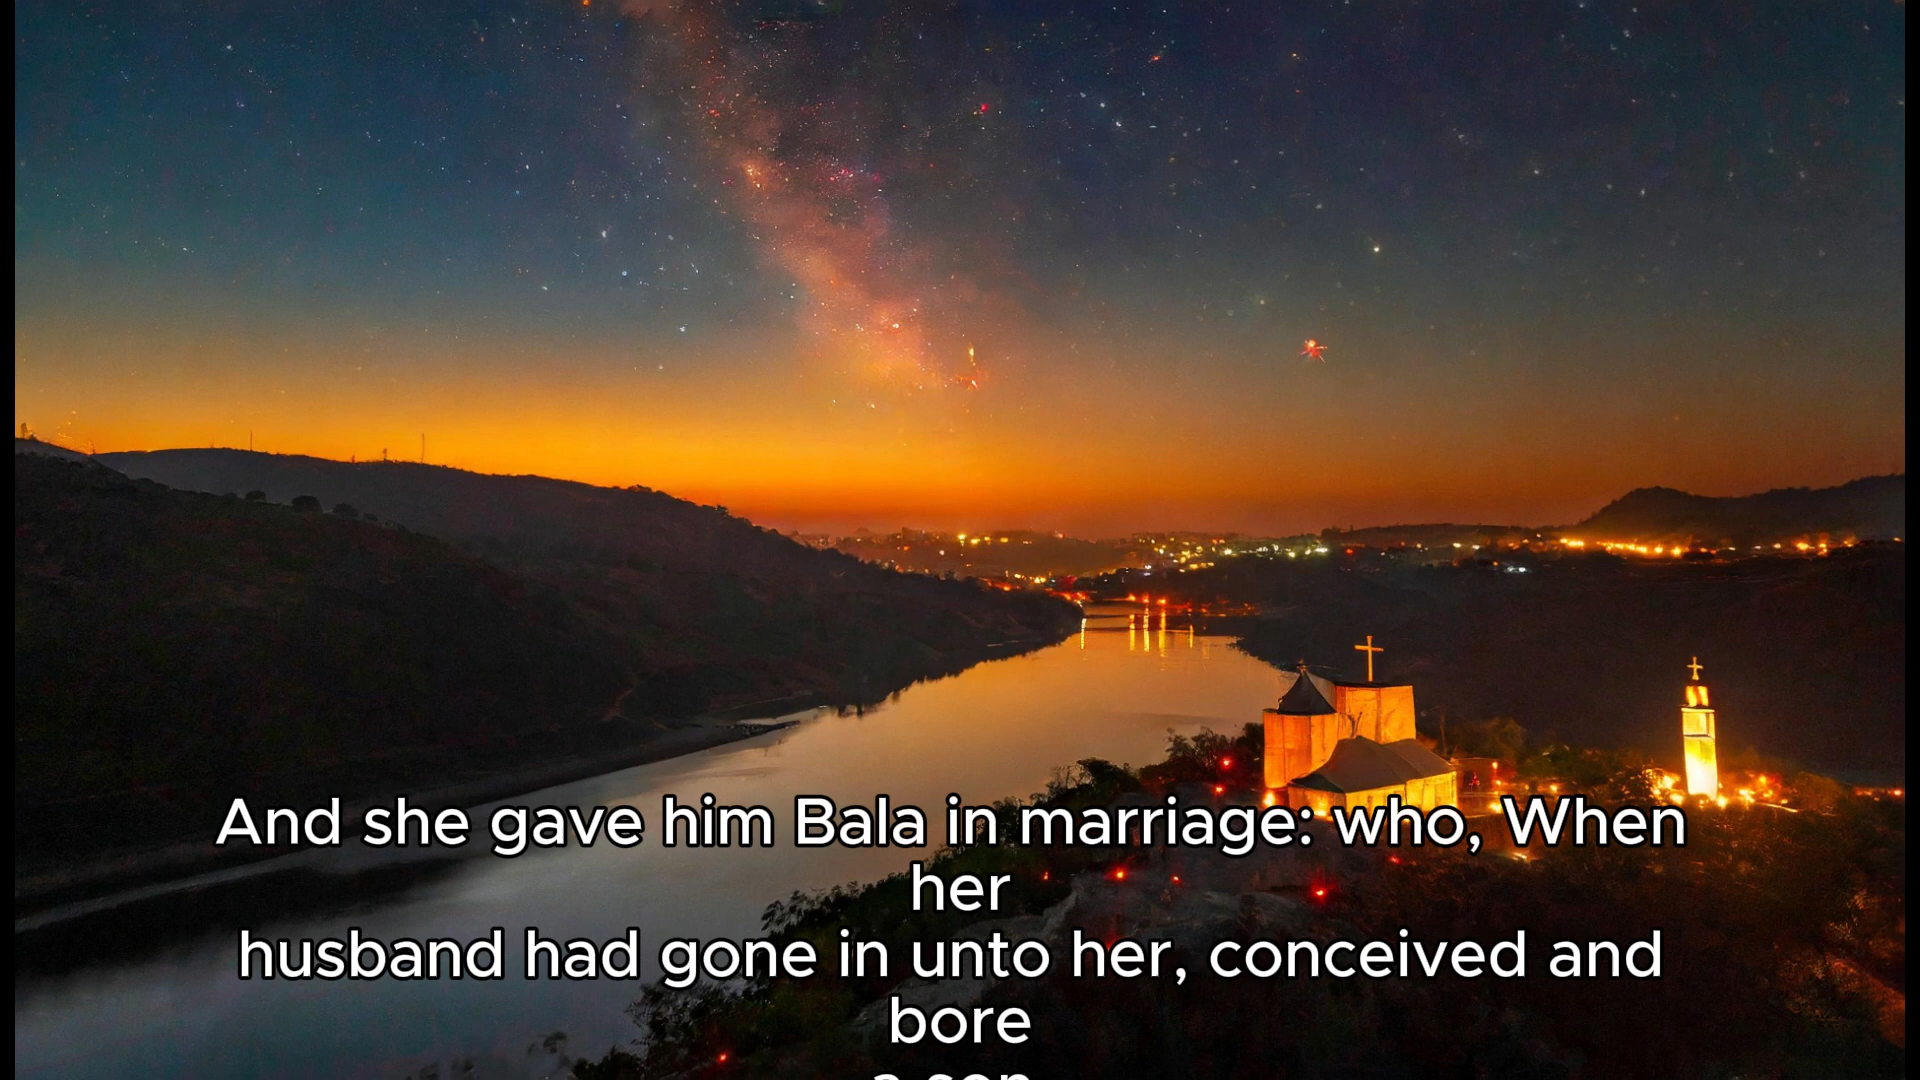 And she gave him Bala in marriage: who, When
her
husband had gone in unto her, conceived and
bore
a son